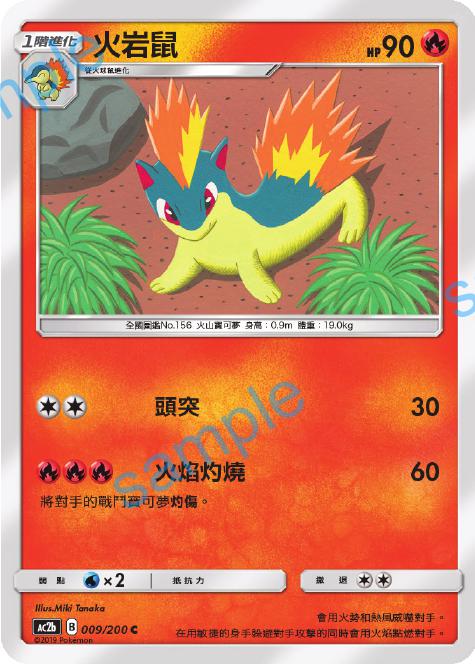 1階進化 火岩鼠 HP90
從火球鼠進化
全國圖鑑No.156 火山寶可夢 身高：0.9m 體重：19.0kg
頭突 30
sample
火焰灼燒 60
將對手的戰鬥寶可夢灼傷。
弱點 ×2 抵抗力 撤退
Illus.Miki Tanaka
AC2b B 009/200 C
©2019 Pokémon
會用火勢和熱風威嚇對手。
在用敏捷的身手躲避對手攻擊的同時會用火焰點燃對手。